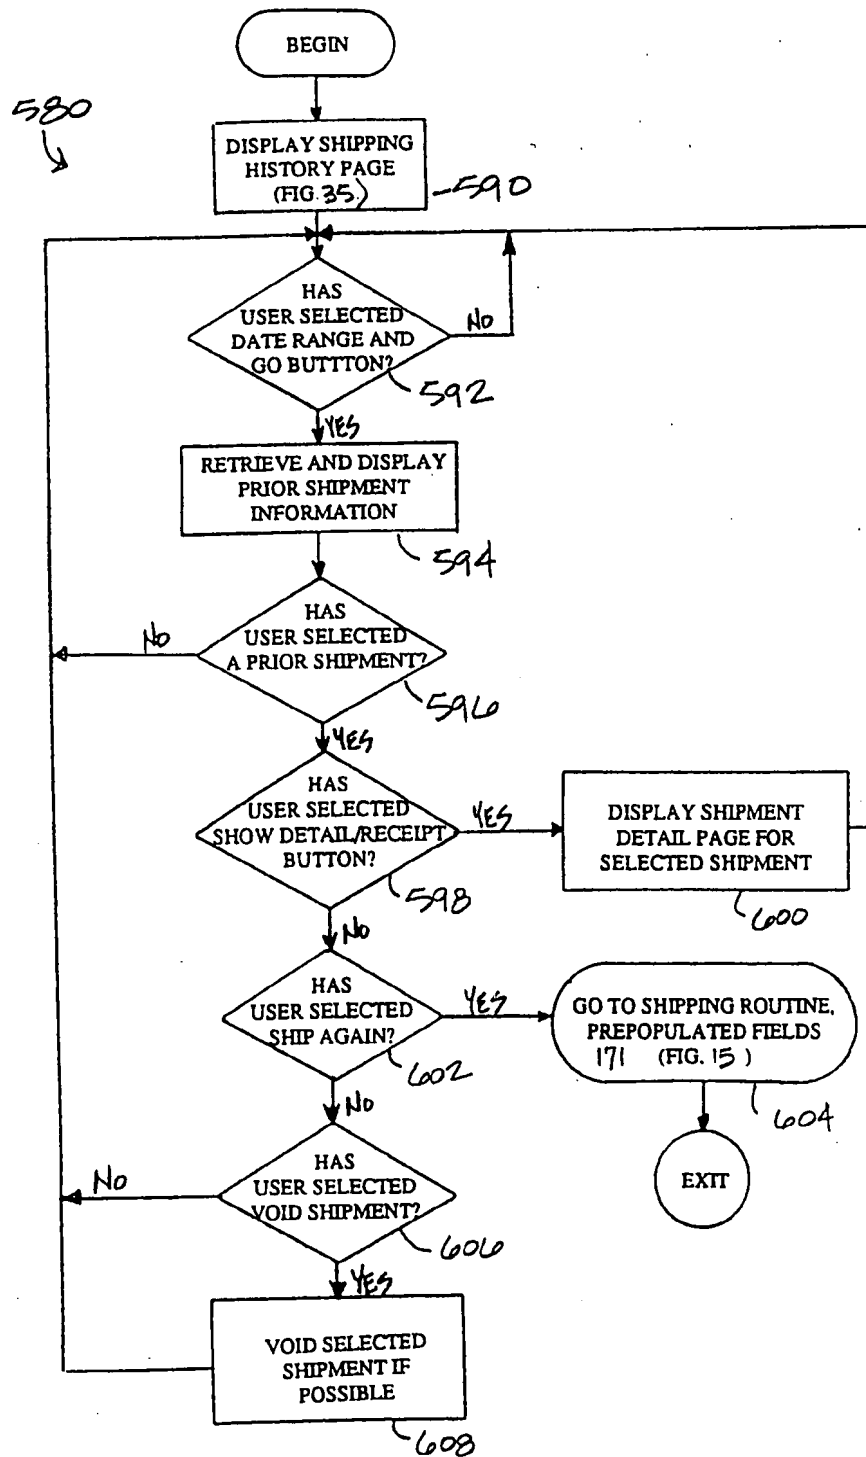 BEGIN
580
DISPLAY SHIPPING
HISTORY PAGE
(FIG. 35.)
590
HAS
USER SELECTED
DATE RANGE AND
GO BUTTTON?
NO
592
YES
RETRIEVE AND DISPLAY
PRIOR SHIPMENT
INFORMATION
594
HAS
USER SELECTED
A PRIOR SHIPMENT?
NO
596
YES
HAS
USER SELECTED
SHOW DETAIL/RECEIPT
BUTTON?
YES
598
DISPLAY SHIPMENT
DETAIL PAGE FOR
SELECTED SHIPMENT
600
NO
HAS
USER SELECTED
SHIP AGAIN?
YES
602
GO TO SHIPPING ROUTINE,
PREPOPULATED FIELDS
171 (FIG. 15 )
604
EXIT
NO
HAS
USER SELECTED
VOID SHIPMENT?
NO
606
YES
VOID SELECTED
SHIPMENT IF
POSSIBLE
608